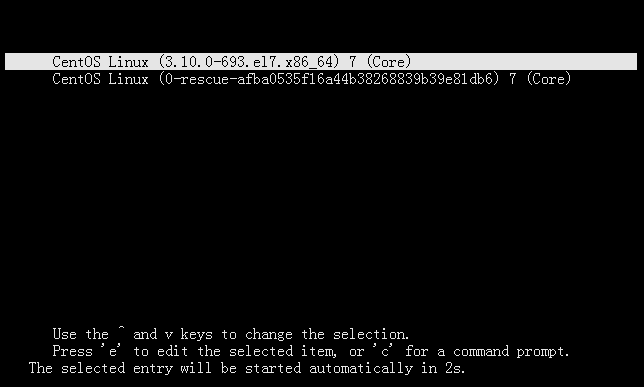 CentOS Linux (3.10.0-693.el7.x86_64) 7 (Core)
CentOS Linux (0-rescue-afba0535f16a44b38268839b39e81db6) 7 (Core)
Use the ^ and v keys to change the selection.
Press 'e' to edit the selected item, or 'c' for a command prompt.
The selected entry will be started automatically in 2s.